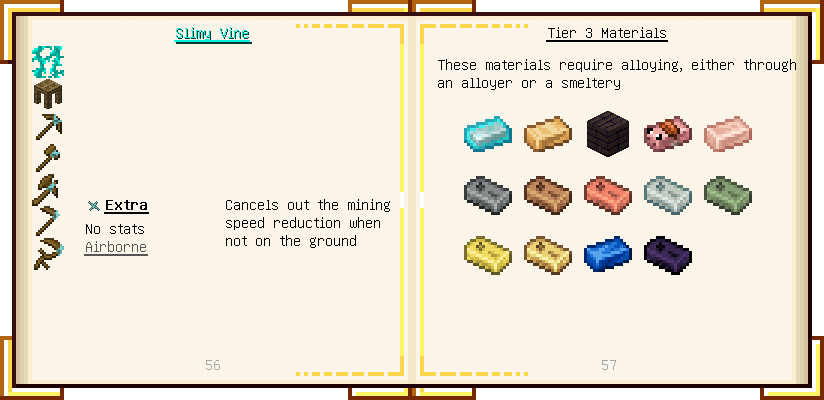 Slimy Vine
Extra
No stats
Airborne
Cancels out the mining
speed reduction when
not on the ground
56
Tier 3 Materials
These materials require alloying, either through
an alloyer or a smeltery
57